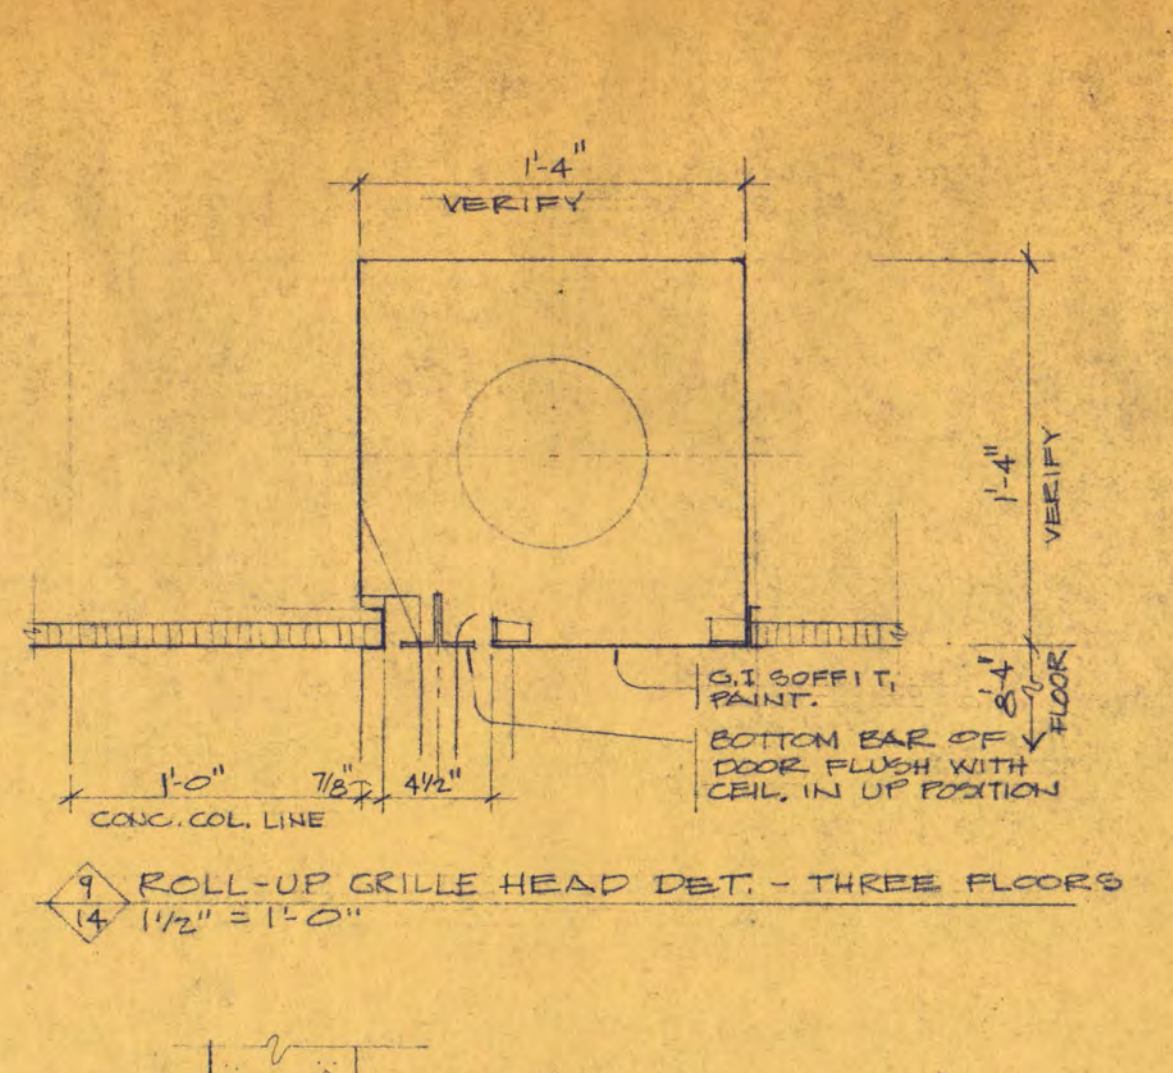 1'-4"
VERIFY
1'-4"
VERIFY
8'-4"
FLOOR
G.I. SOFFIT,
PAINT.
BOTTOM BAR OF
DOOR FLUSH WITH
CEIL. IN UP POSITION
1'-0"
7/8"
4 1/2"
CONC. COL. LINE
9
14
ROLL-UP GRILLE HEAD DET. - THREE FLOORS
1 1/2" = 1'-0"